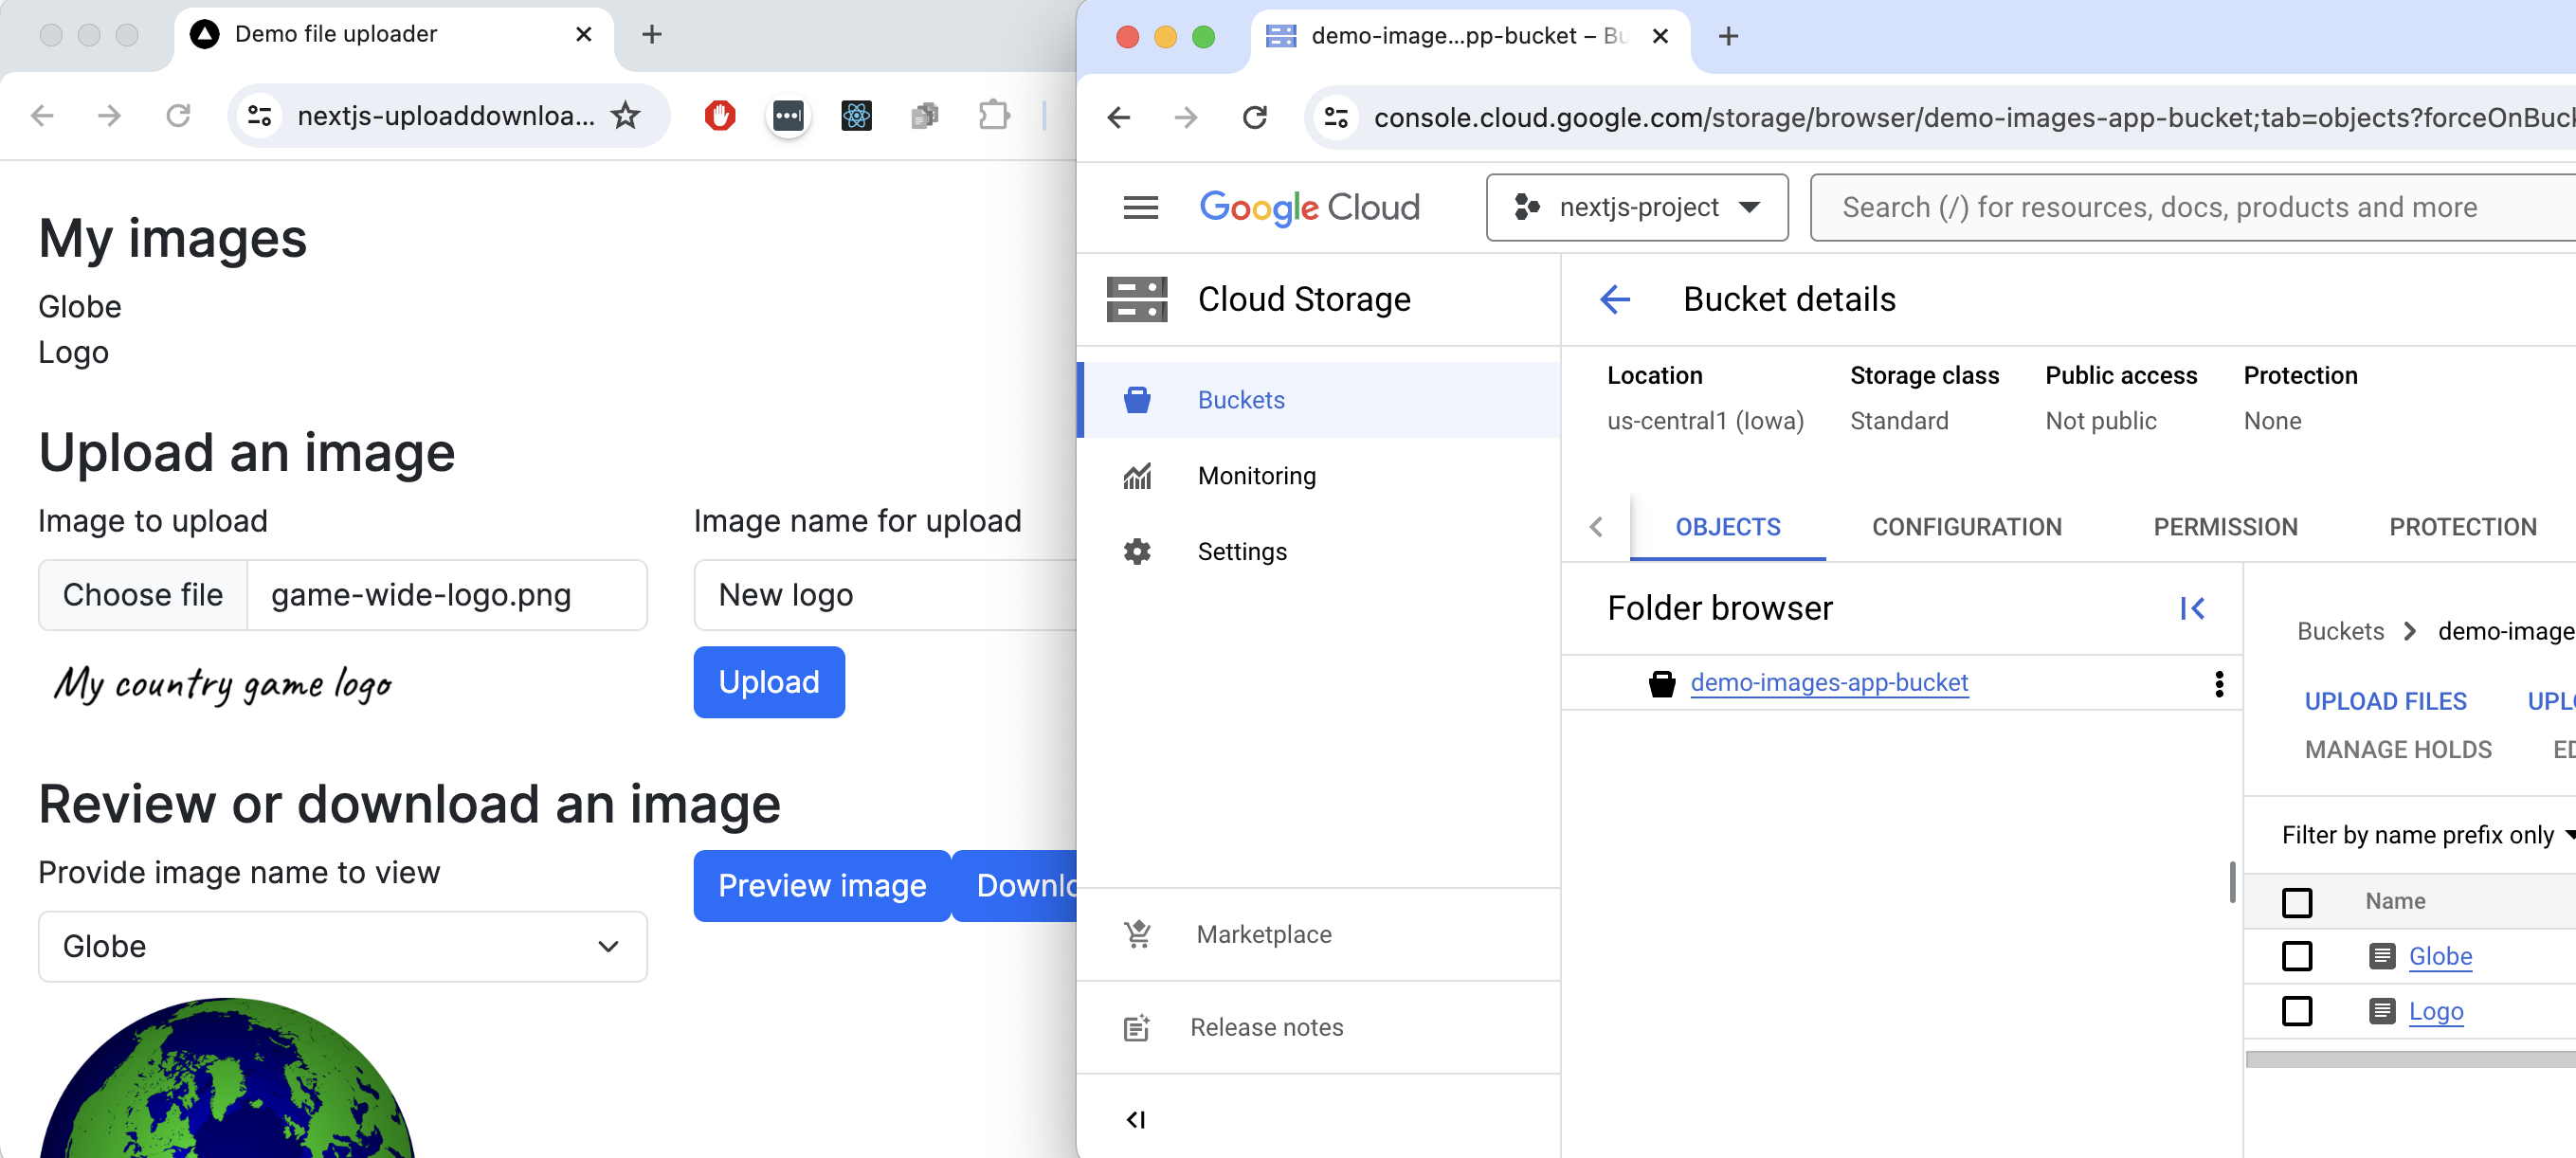 Demo file uploader
nextjs-uploaddownloa...
My images
Globe
Logo
Upload an image
Image to upload
Image name for upload
Choose file
game-wide-logo.png
New logo
My country game logo
Upload
Review or download an image
Provide image name to view
Preview image
Downlo
Globe
demo-image...pp-bucket – Bu
console.cloud.google.com/storage/browser/demo-images-app-bucket;tab=objects?forceOnBuck
Google Cloud
nextjs-project
Search (/) for resources, docs, products and more
Cloud Storage
Buckets
Monitoring
Settings
Marketplace
Release notes
Bucket details
Location
Storage class
Public access
Protection
us-central1 (Iowa)
Standard
Not public
None
OBJECTS
CONFIGURATION
PERMISSION
PROTECTION
Folder browser
demo-images-app-bucket
Buckets
demo-image
UPLOAD FILES
UPLO
MANAGE HOLDS
ED
Filter by name prefix only
Name
Globe
Logo